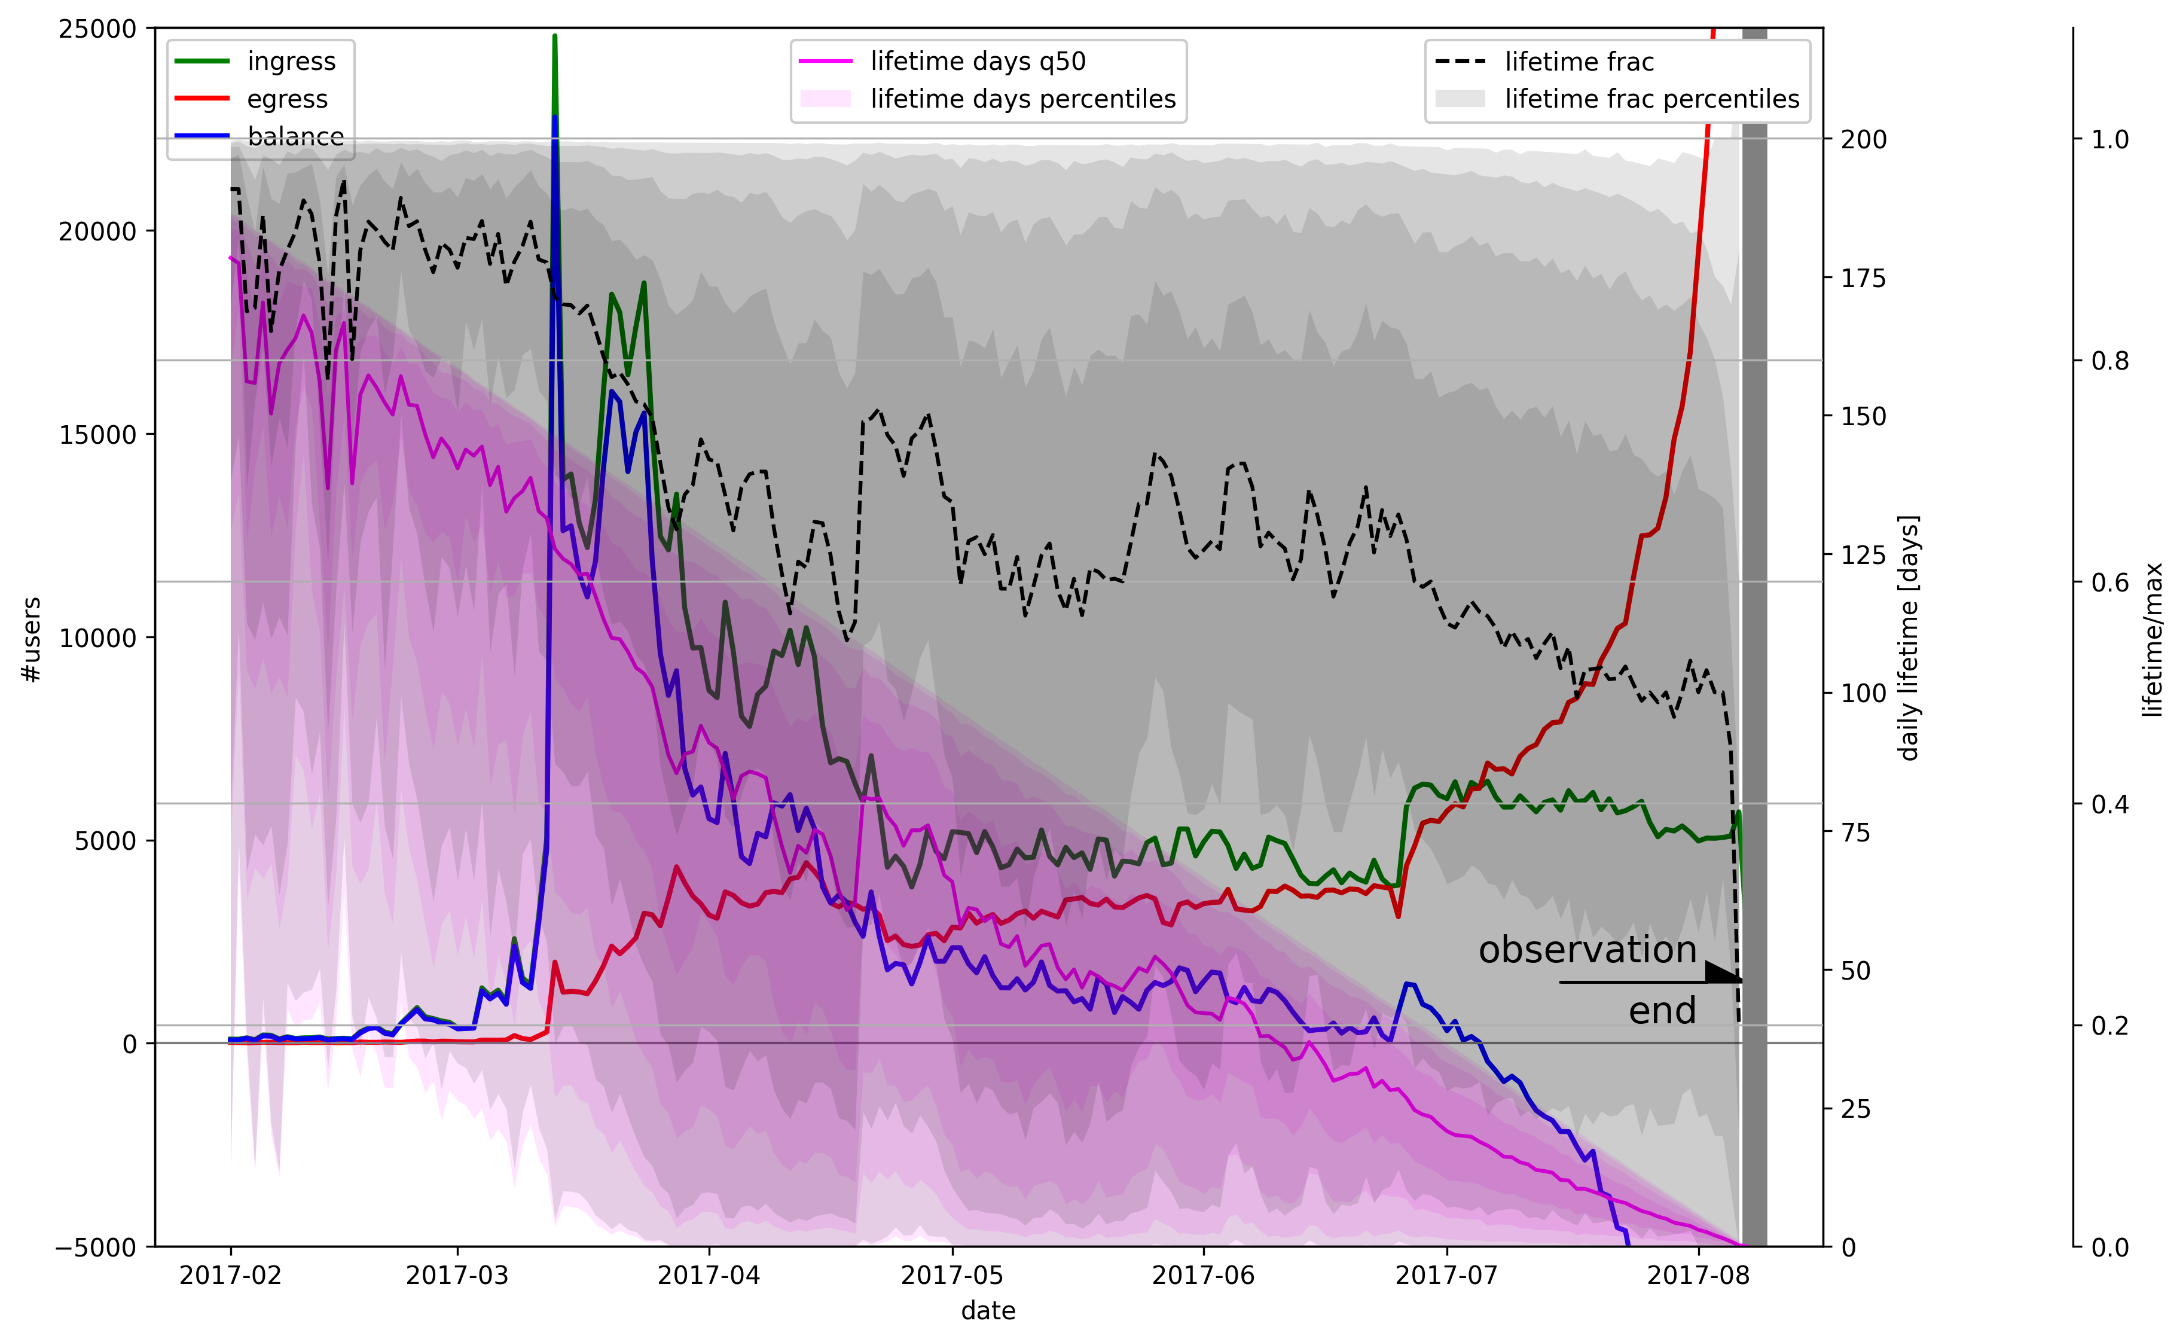 25000
20000
15000
10000
5000
0
−5000
#users
ingress
egress
balance
lifetime days q50
lifetime days percentiles
lifetime frac
lifetime frac percentiles
observation
end
200
175
150
125
100
75
50
25
0
daily lifetime [days]
1.0
0.8
0.6
0.4
0.2
0.0
lifetime/max
2017-02
2017-03
2017-04
2017-05
2017-06
2017-07
2017-08
date